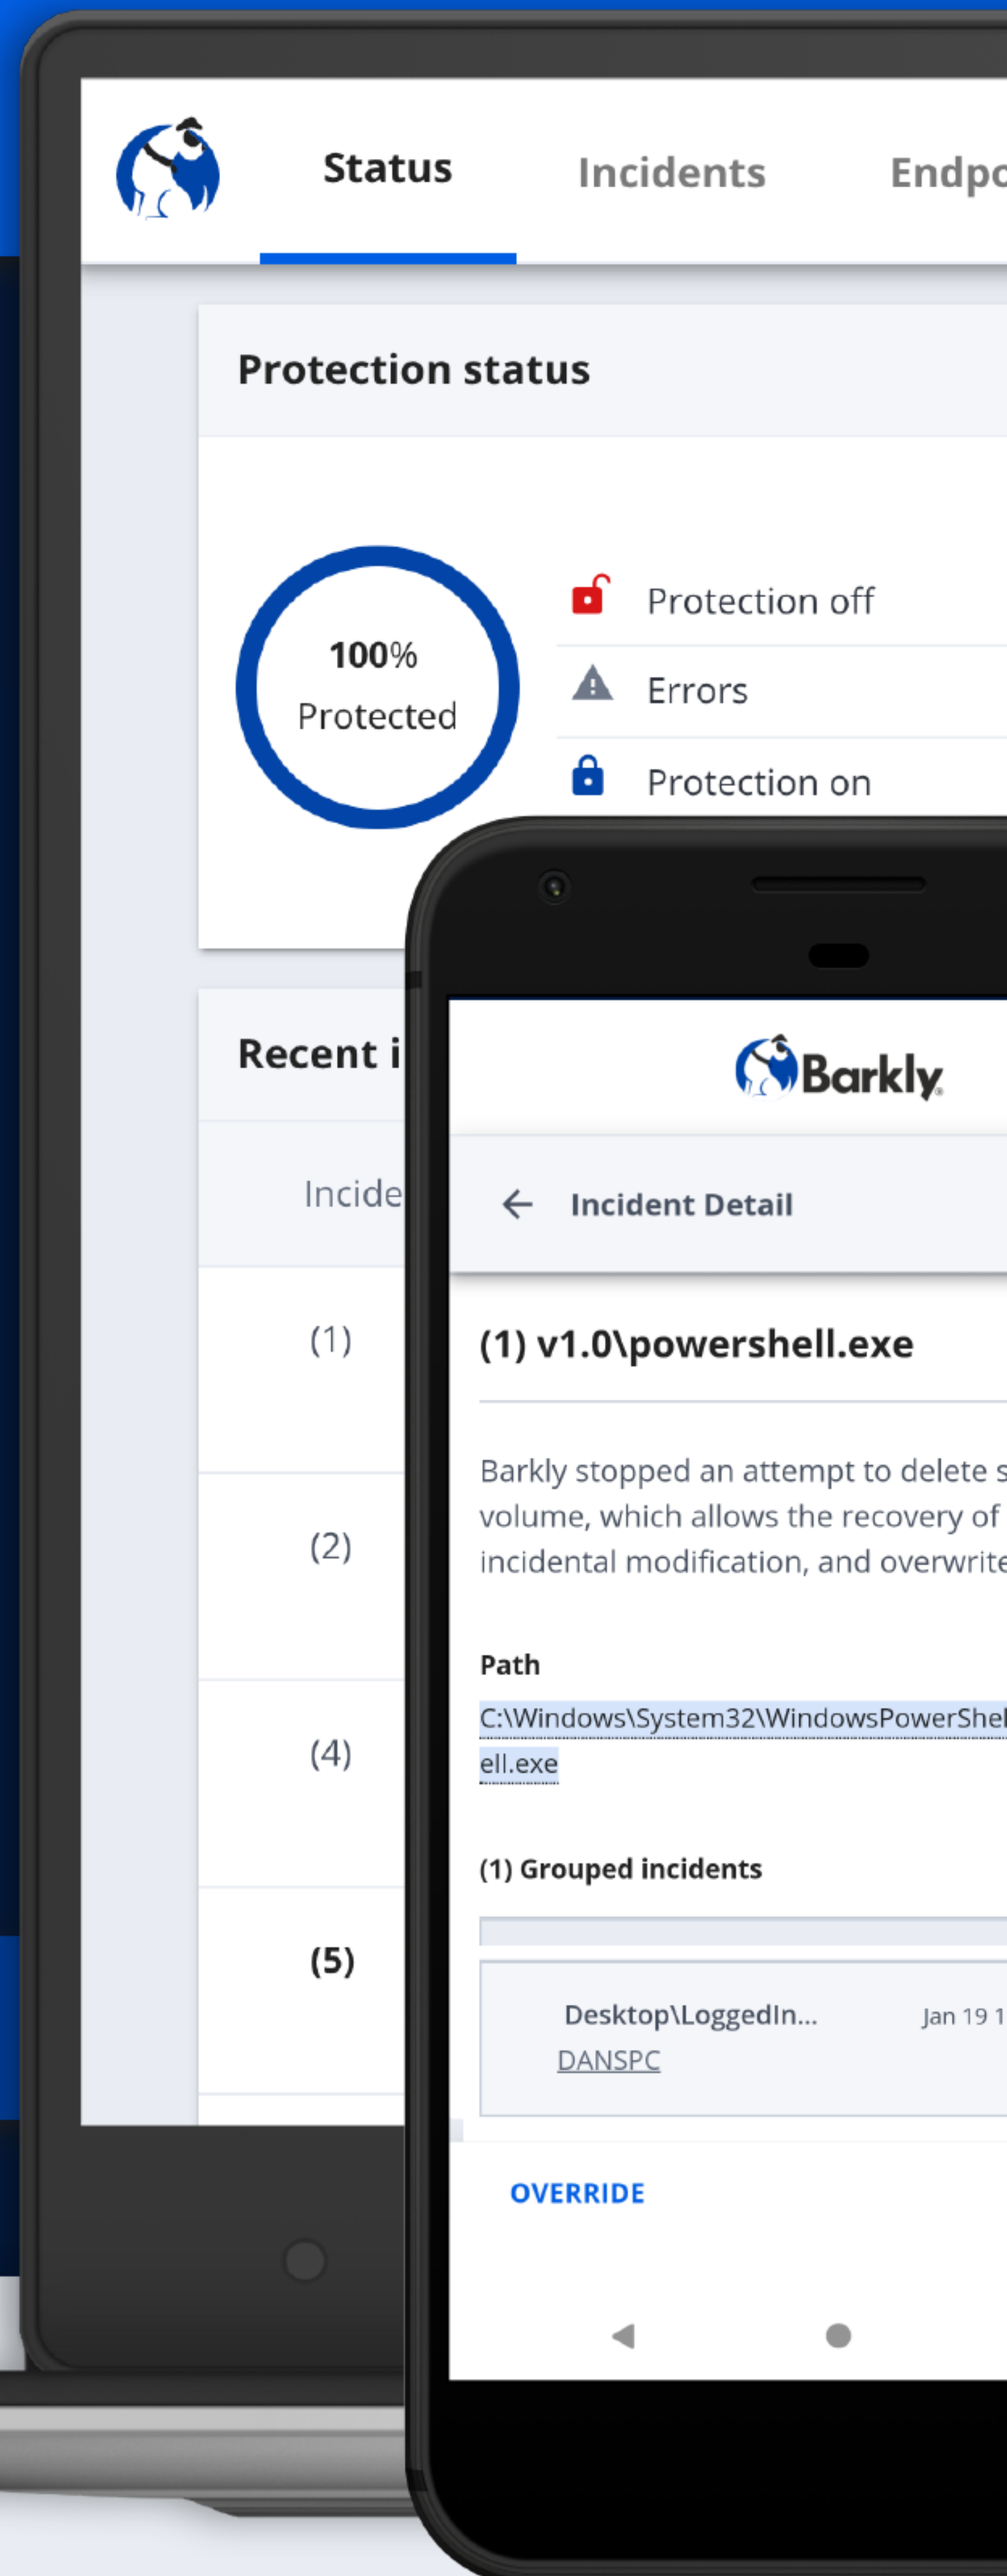 Status
Incidents
Endpo
Protection status
100%
Protected
Protection off
Errors
Protection on
Recent i
Incide
(1)
(2)
(4)
(5)
Barkly
Incident Detail
(1) v1.0\powershell.exe
Barkly stopped an attempt to delete s
volume, which allows the recovery of
incidental modification, and overwrite
Path
C:\Windows\System32\WindowsPowerShel
ell.exe
(1) Grouped incidents
Desktop\LoggedIn...
Jan 19 1
DANSPC
OVERRIDE